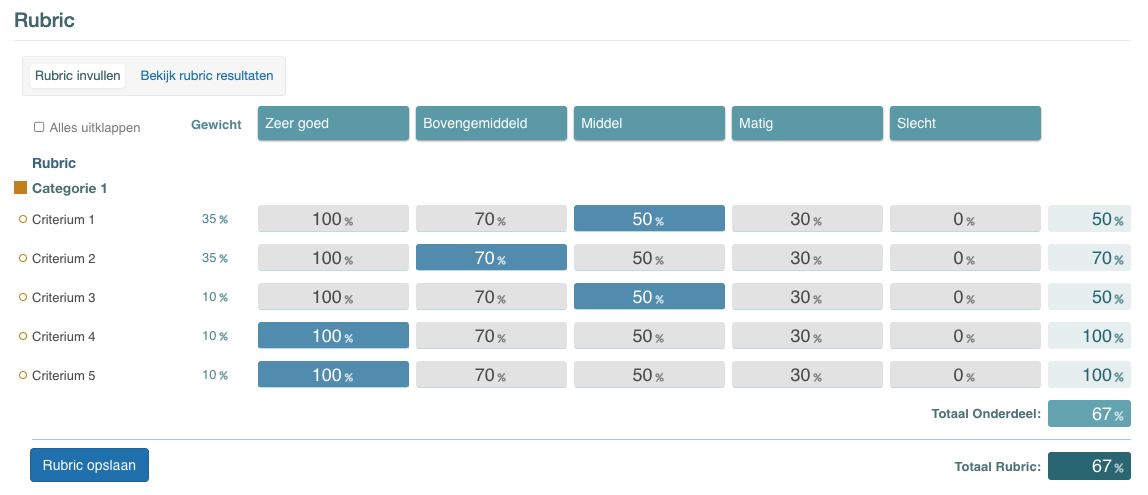 Rubric
Rubric invullen Bekijk rubric resultaten
Alles uitklappen Gewicht Zeer goed Bovengemiddeld Middel Matig Slecht
Rubric
Categorie 1
Criterium 1 35 % 100 % 70 % 50 % 30 % 0 % 50 %
Criterium 2 35 % 100 % 70 % 50 % 30 % 0 % 70 %
Criterium 3 10 % 100 % 70 % 50 % 30 % 0 % 50 %
Criterium 4 10 % 100 % 70 % 50 % 30 % 0 % 100 %
Criterium 5 10 % 100 % 70 % 50 % 30 % 0 % 100 %
Totaal Onderdeel: 67 %
Rubric opslaan Totaal Rubric: 67 %